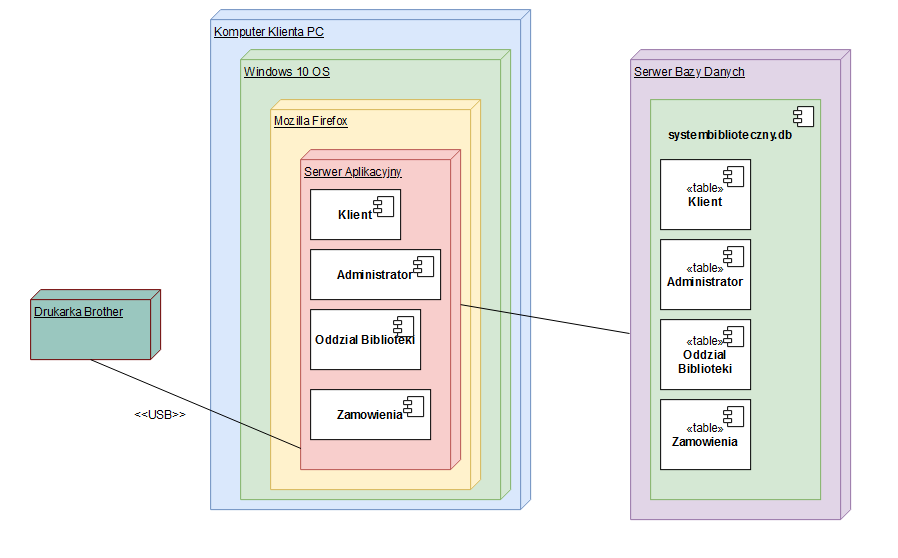 Komputer Klienta PC
Windows 10 OS
Mozilla Firefox
Serwer Aplikacyjny
Klient
Administrator
Oddzial Biblioteki
Zamowienia
Drukarka Brother
<<USB>>
Serwer Bazy Danych
systembiblioteczny.db
«table»
Klient
«table»
Administrator
«table»
Oddzial
Biblioteki
«table»
Zamowienia